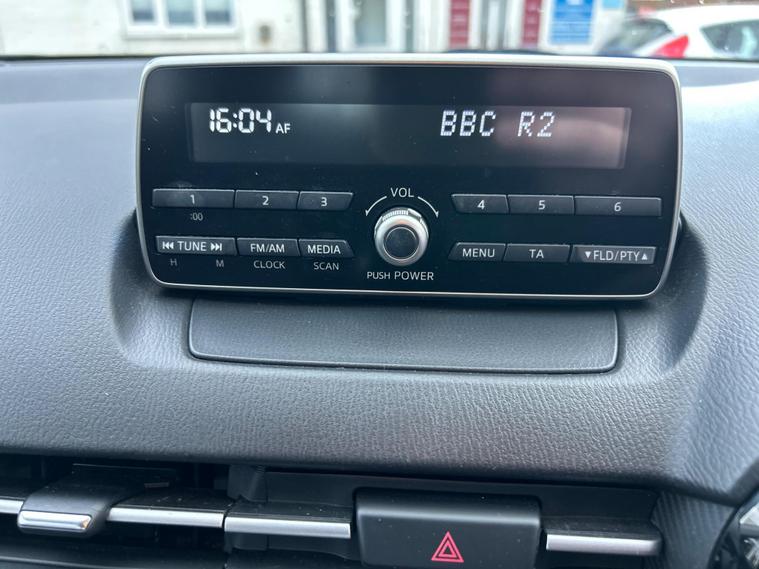 16:04 AF BBC R2
VOL
1 2 3 4 5 6
:00
⏮ TUNE ⏭ FM/AM MEDIA MENU TA ▼FLD/PTY▲
H M CLOCK SCAN
PUSH POWER